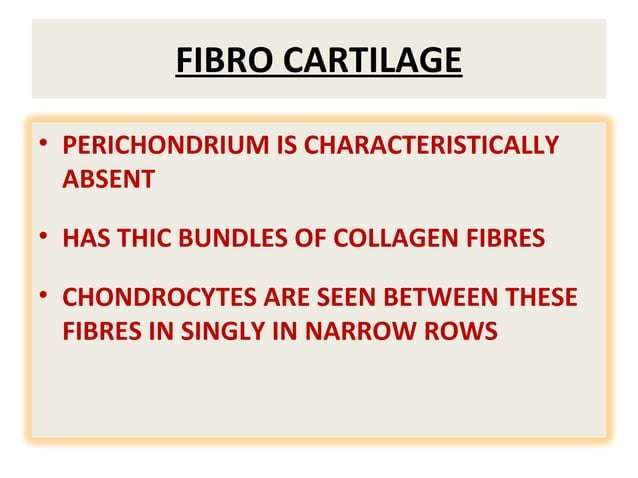 FIBRO CARTILAGE
• PERICHONDRIUM IS CHARACTERISTICALLY
ABSENT
• HAS THIC BUNDLES OF COLLAGEN FIBRES
• CHONDROCYTES ARE SEEN BETWEEN THESE
FIBRES IN SINGLY IN NARROW ROWS